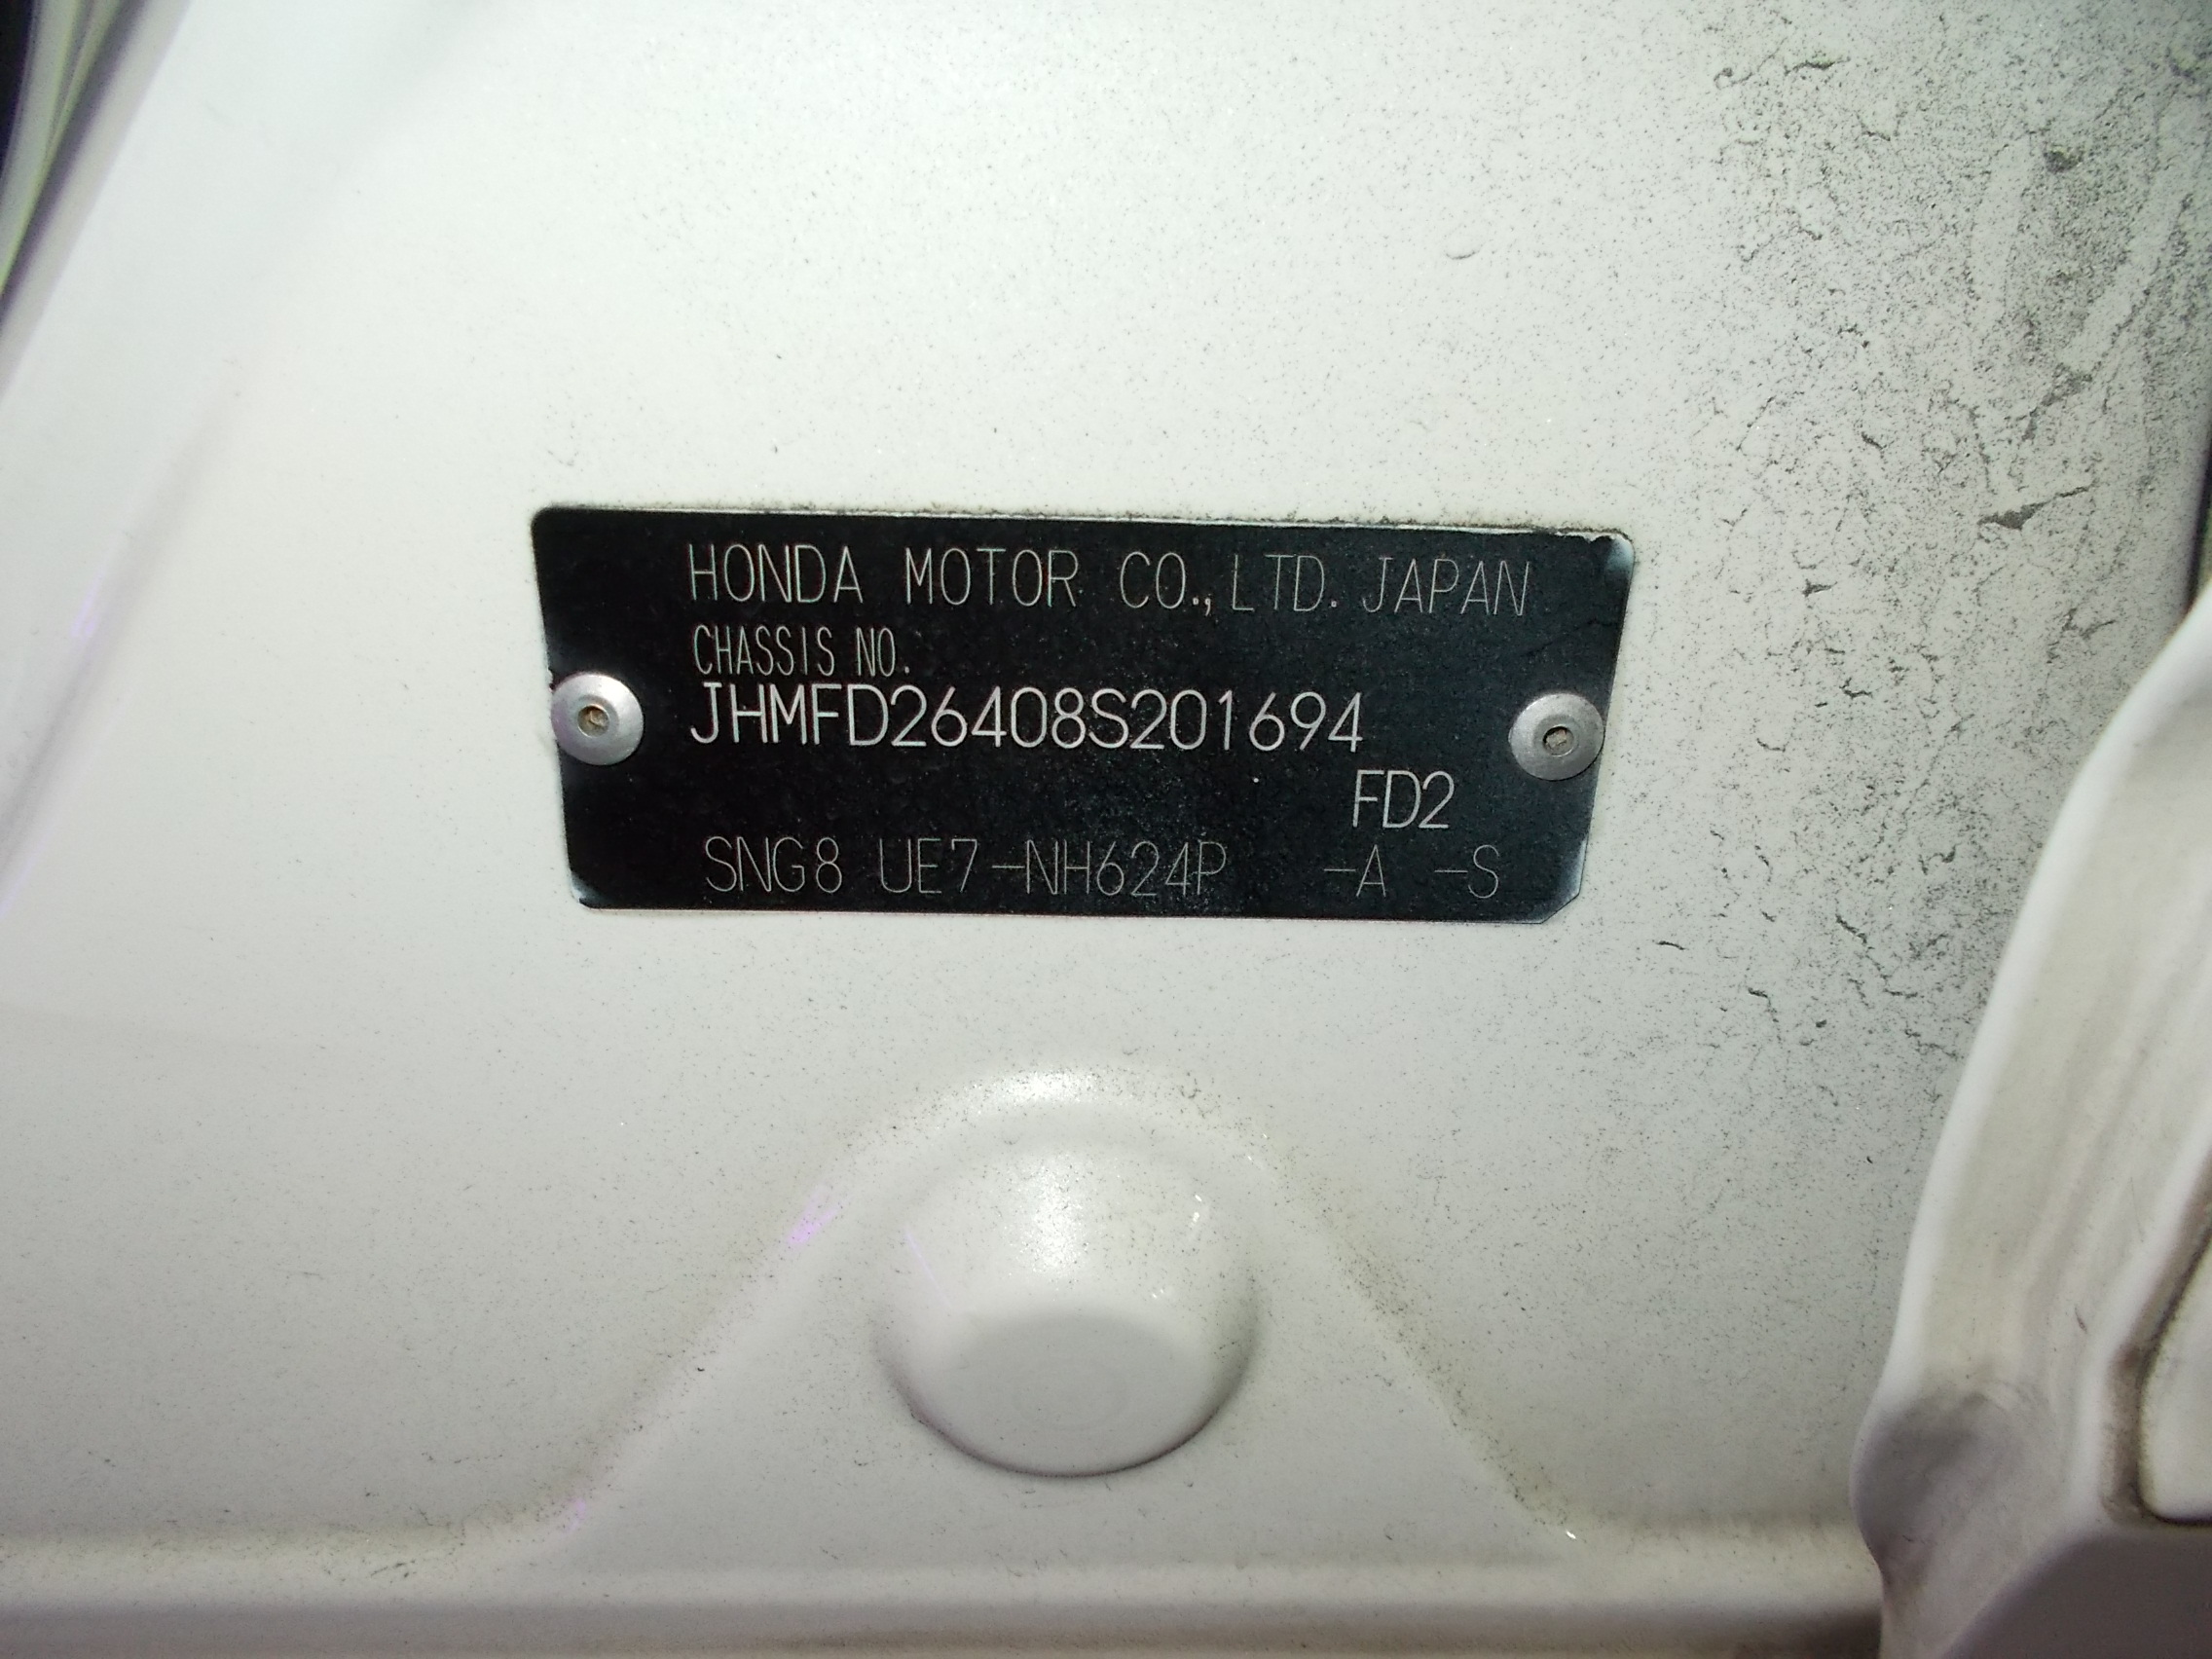 HONDA MOTOR CO., LTD. JAPAN
CHASSIS NO.
JHMFD26408S201694
FD2
SNG8 UE7-NH624P -A -S